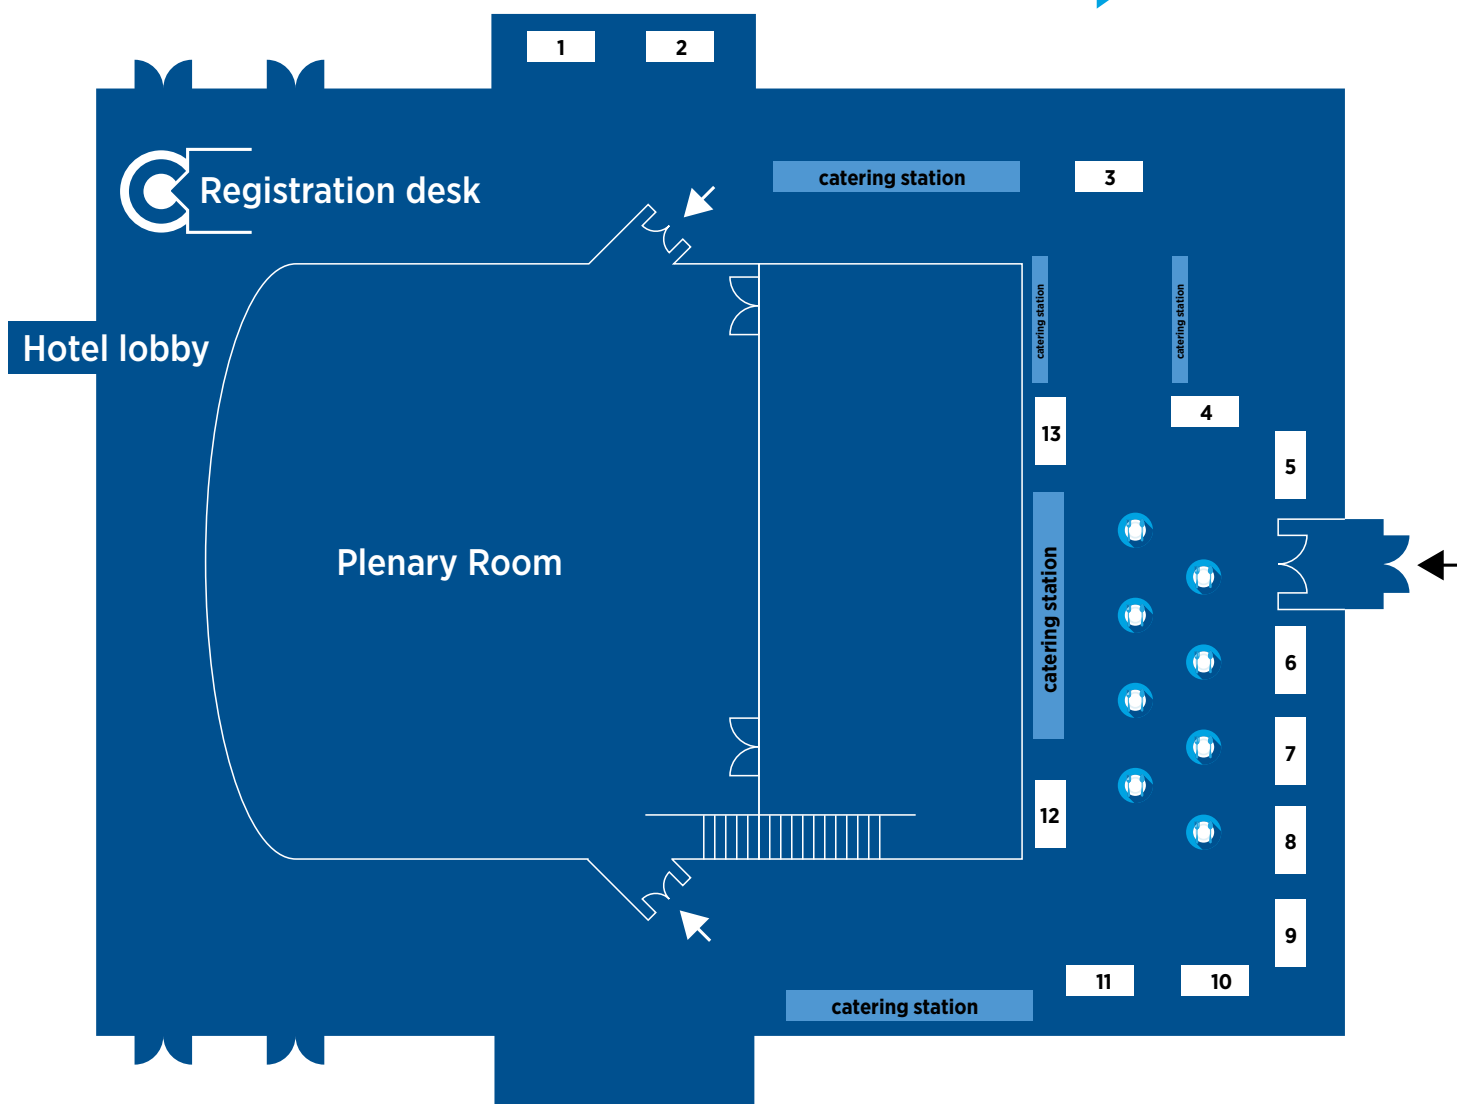 1
2
Registration desk
catering station
3
Hotel lobby
catering station
catering station
13
4
5
Plenary Room
catering station
6
7
12
8
9
11
10
catering station